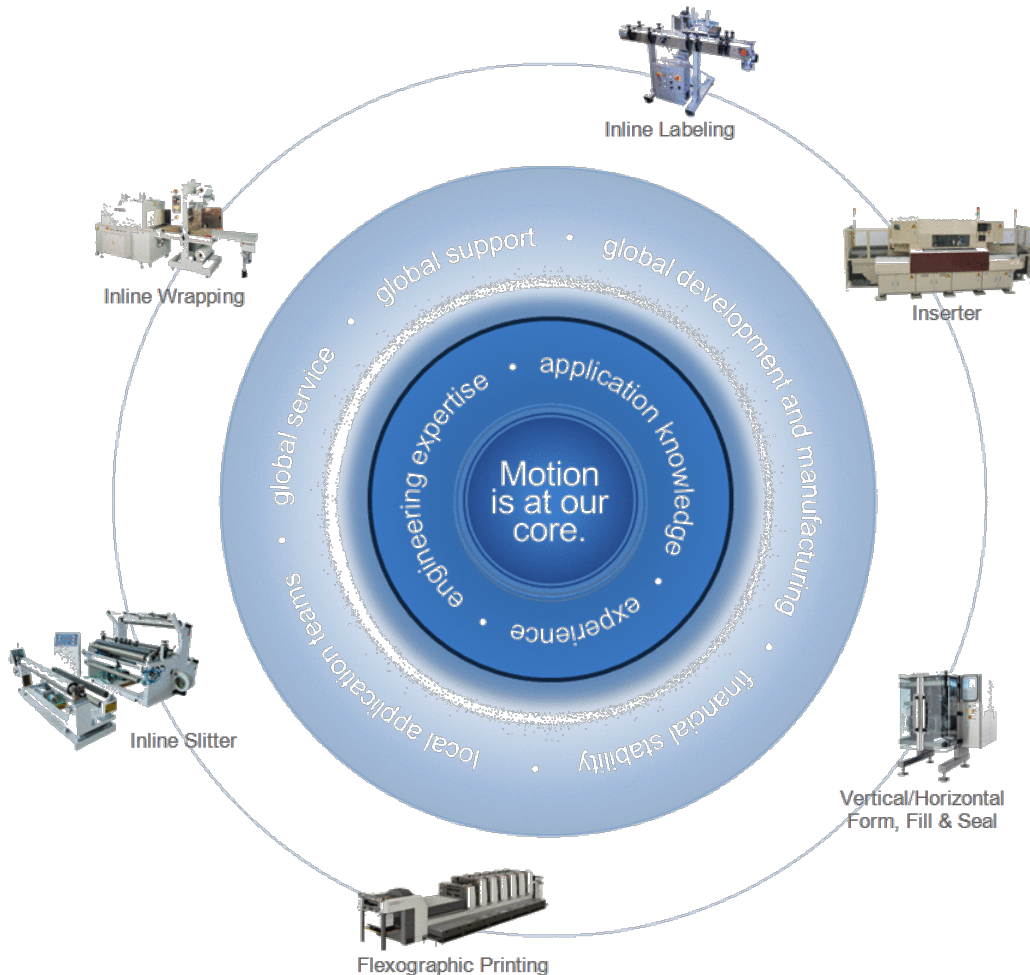 Inline Labeling
Inline Wrapping
Inserter
global support • global development and manufacturing • financial stability • local application teams • global service •
application knowledge • experience • engineering expertise •
Motion
is at our
core.
Inline Slitter
Vertical/Horizontal
Form, Fill & Seal
Flexographic Printing